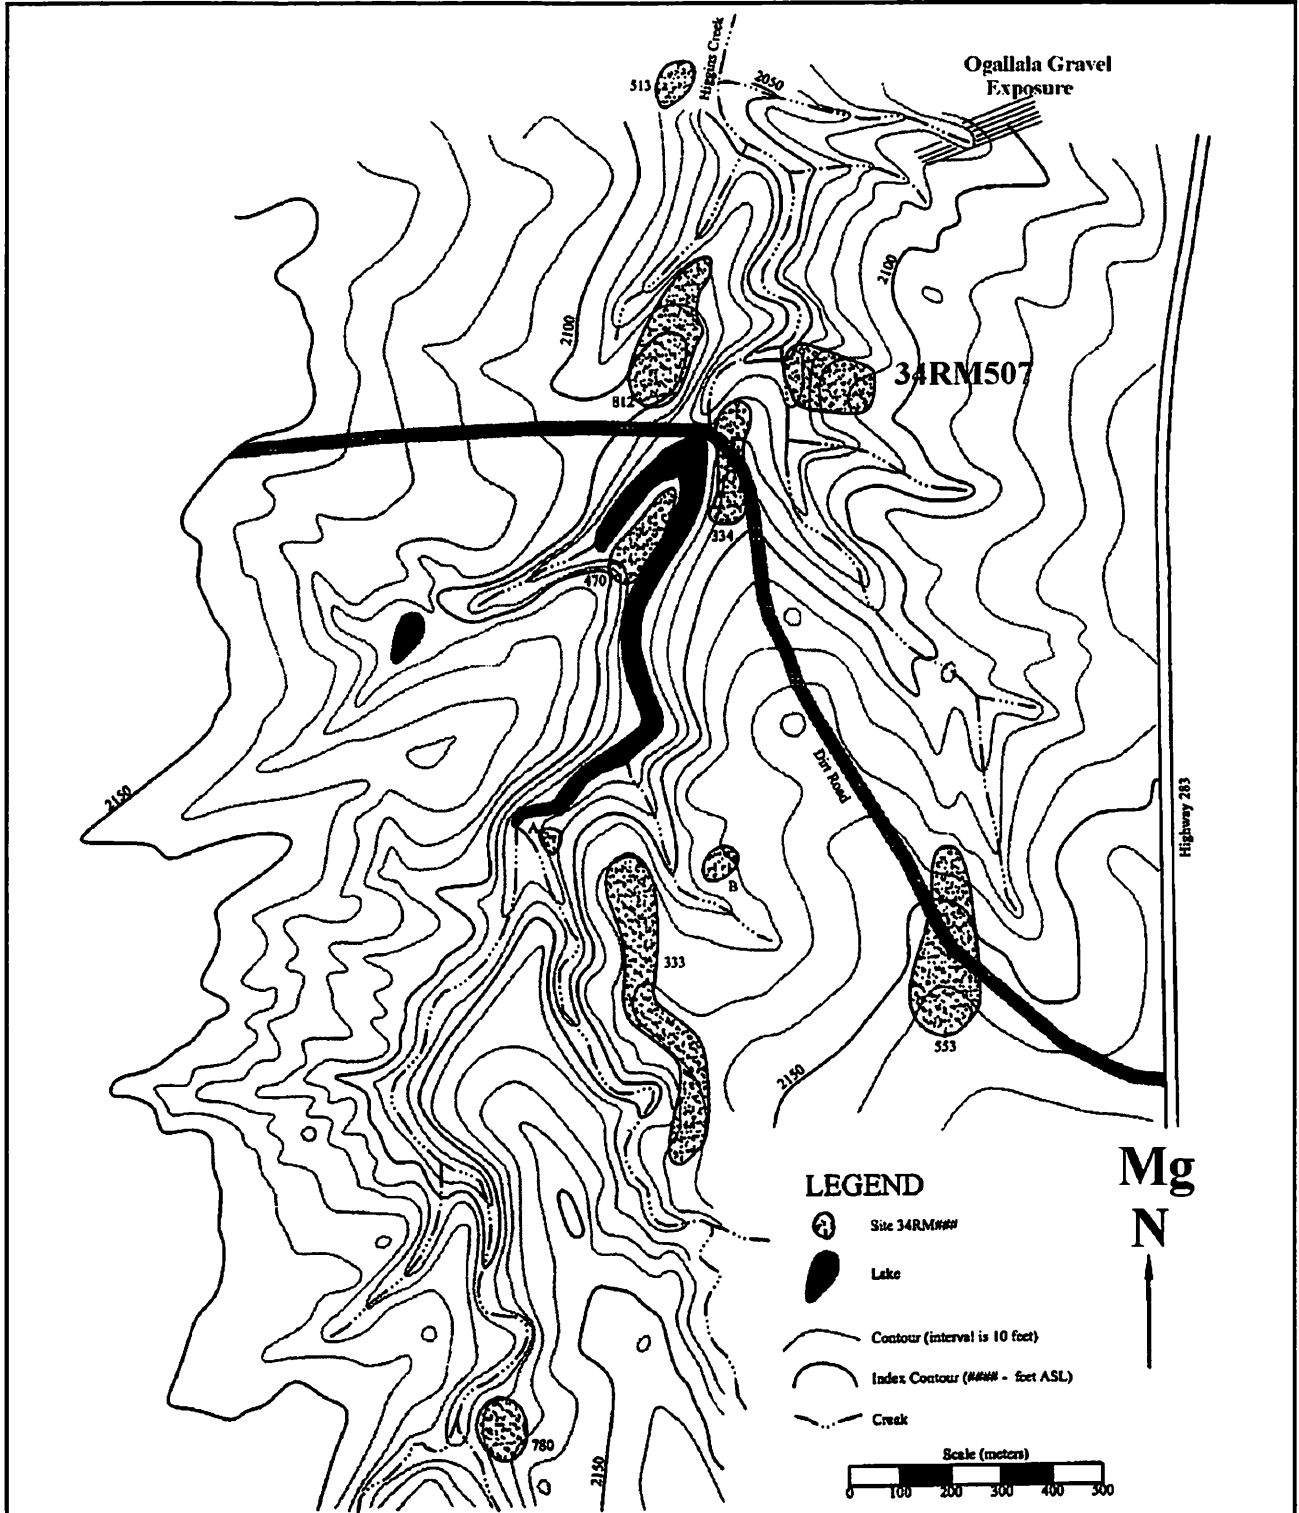 Higgins Creek
513
2050
Ogallala Gravel
Exposure
2100
2100
34RM507
812
334
470
Dirt Road
2150
Highway 283
A
B
333
553
2150
Mg
N
LEGEND
Site 34RM###
Lake
Contour (interval is 10 feet)
Index Contour (#### - feet ASL)
Creek
780
2150
Scale (meters)
0 100 200 300 400 500